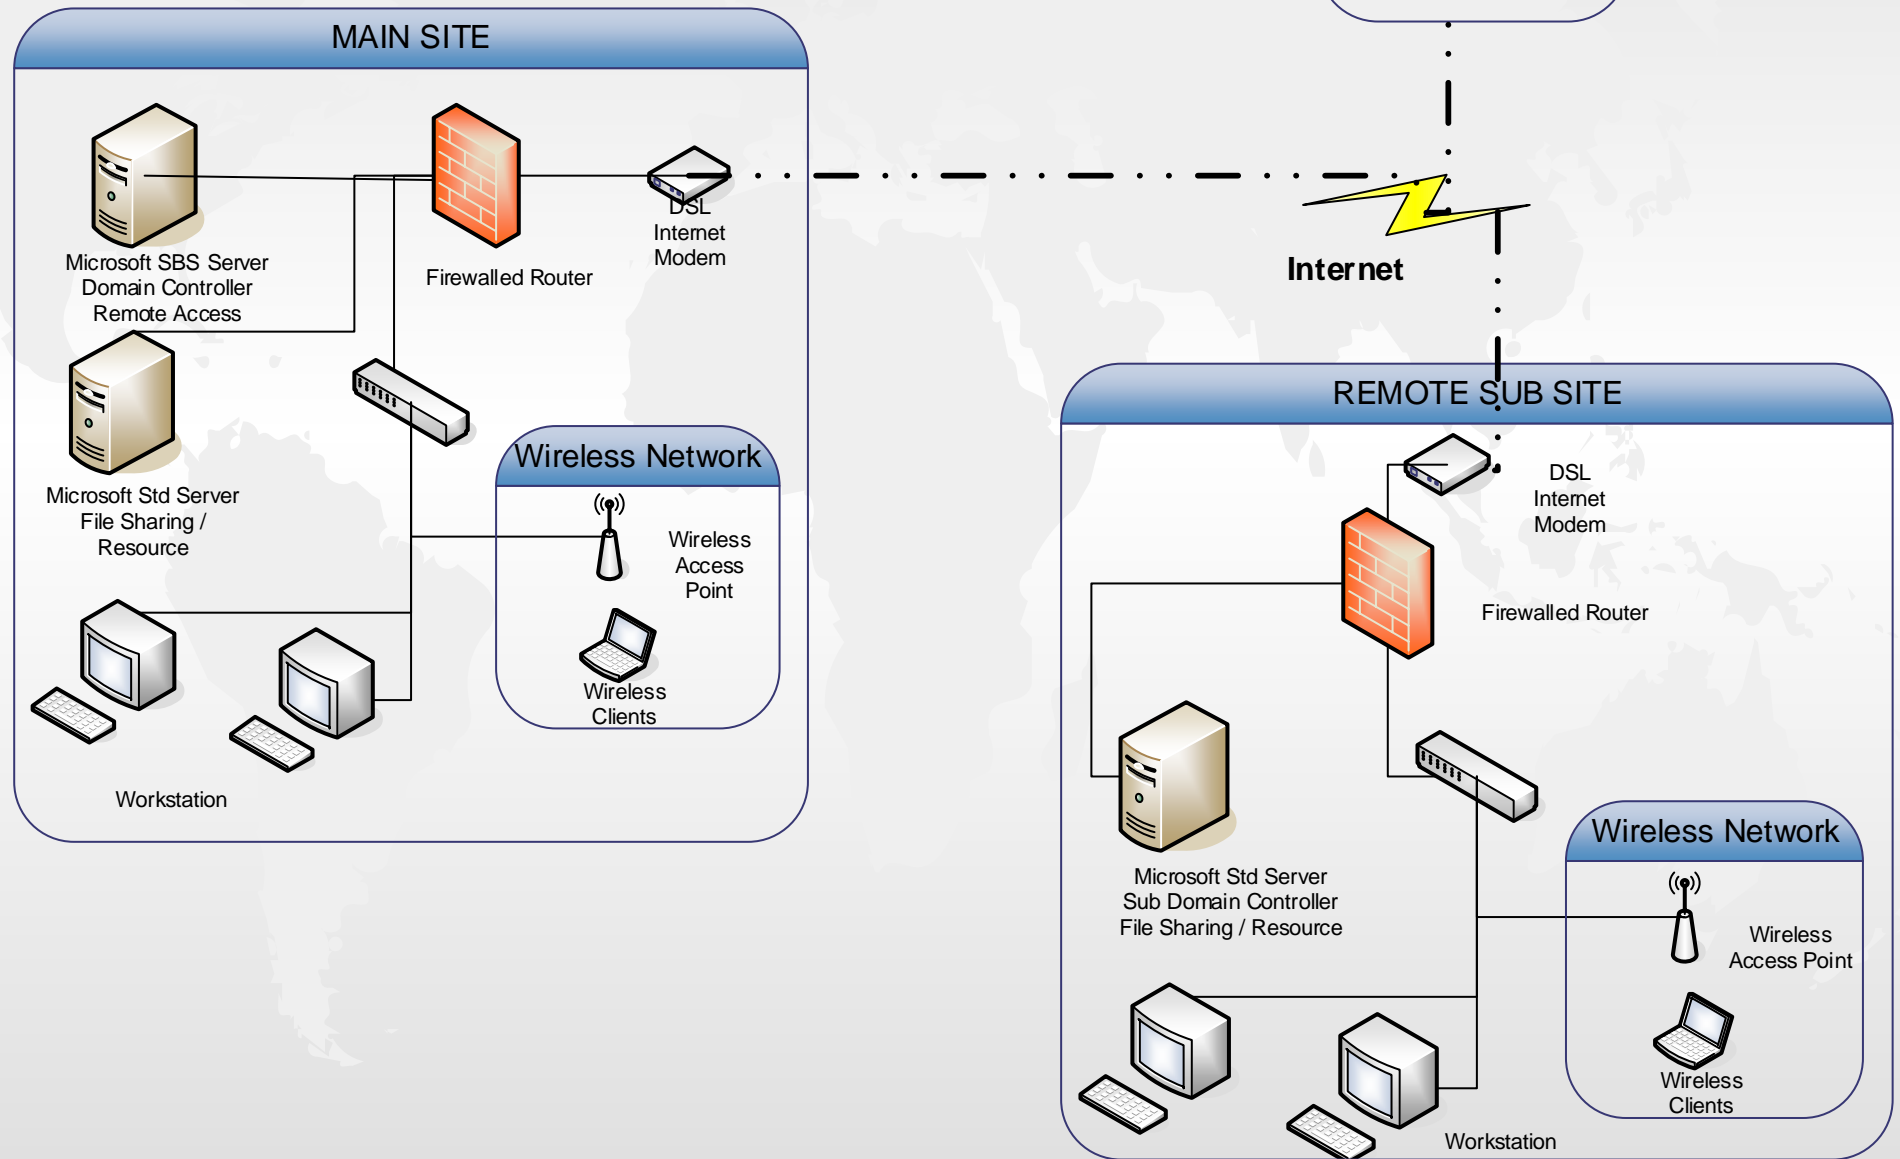 MAIN SITE
Microsoft SBS Server
Domain Controller
Remote Access
Firewalled Router
DSL
Internet
Modem
Microsoft Std Server
File Sharing /
Resource
Wireless Network
Wireless
Access
Point
Wireless
Clients
Workstation
Internet
REMOTE SUB SITE
DSL
Internet
Modem
Firewalled Router
Microsoft Std Server
Sub Domain Controller
File Sharing / Resource
Wireless Network
Wireless
Access Point
Wireless
Clients
Workstation